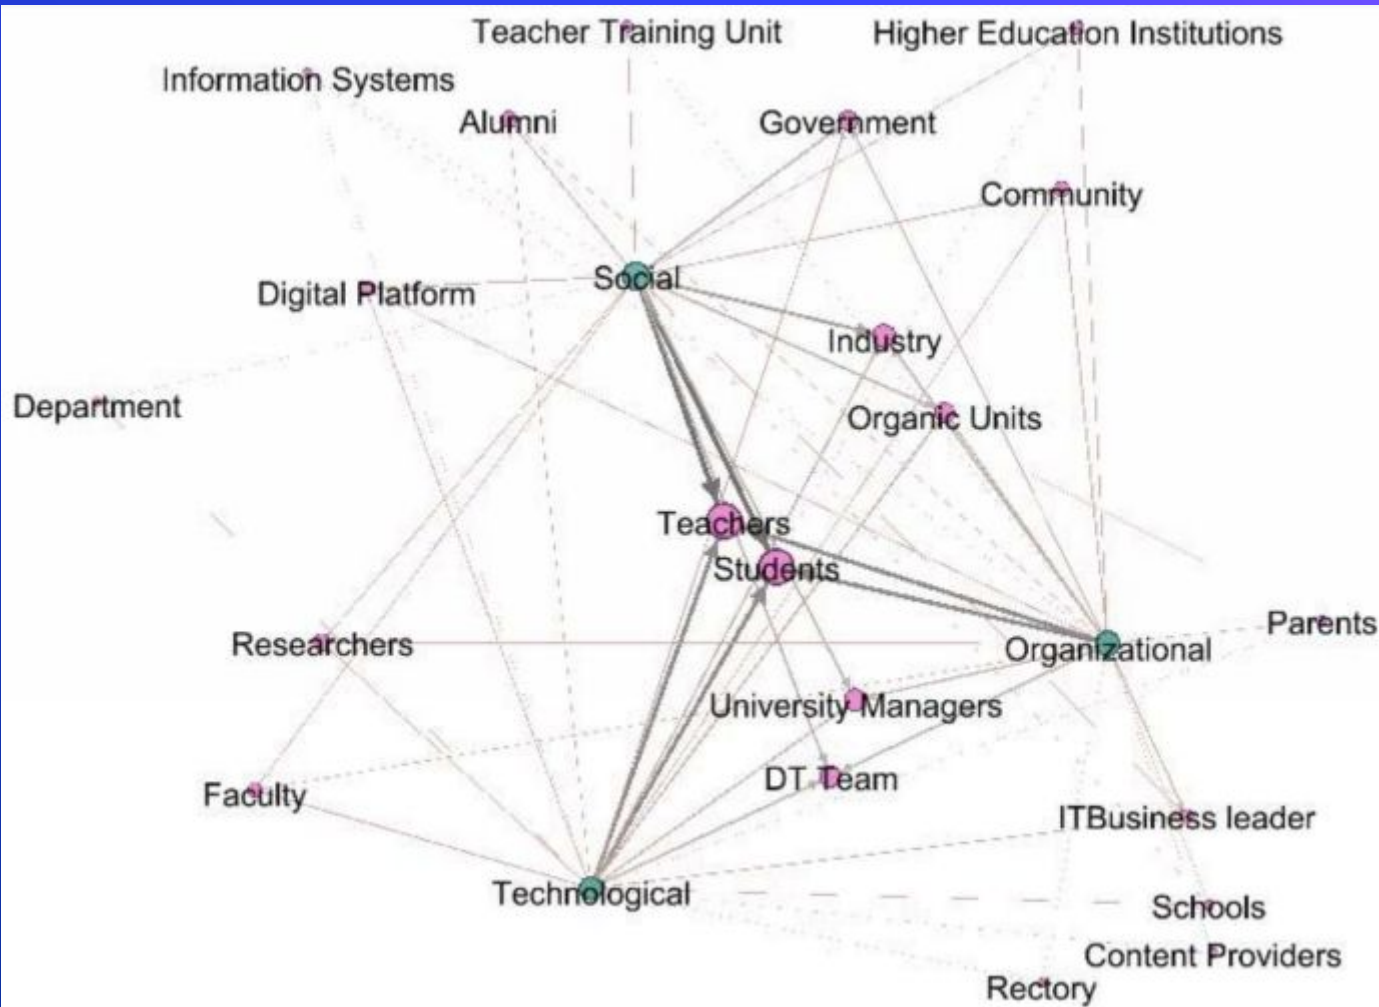 Teacher Training Unit
Higher Education Institutions
Information Systems
Alumni
Government
Community
Social
Digital Platform
Industry
Department
Organic Units
Teachers
Students
Parents
Researchers
Organizational
University Managers
DT Team
Faculty
ITBusiness leader
Technological
Schools
Content Providers
Rectory